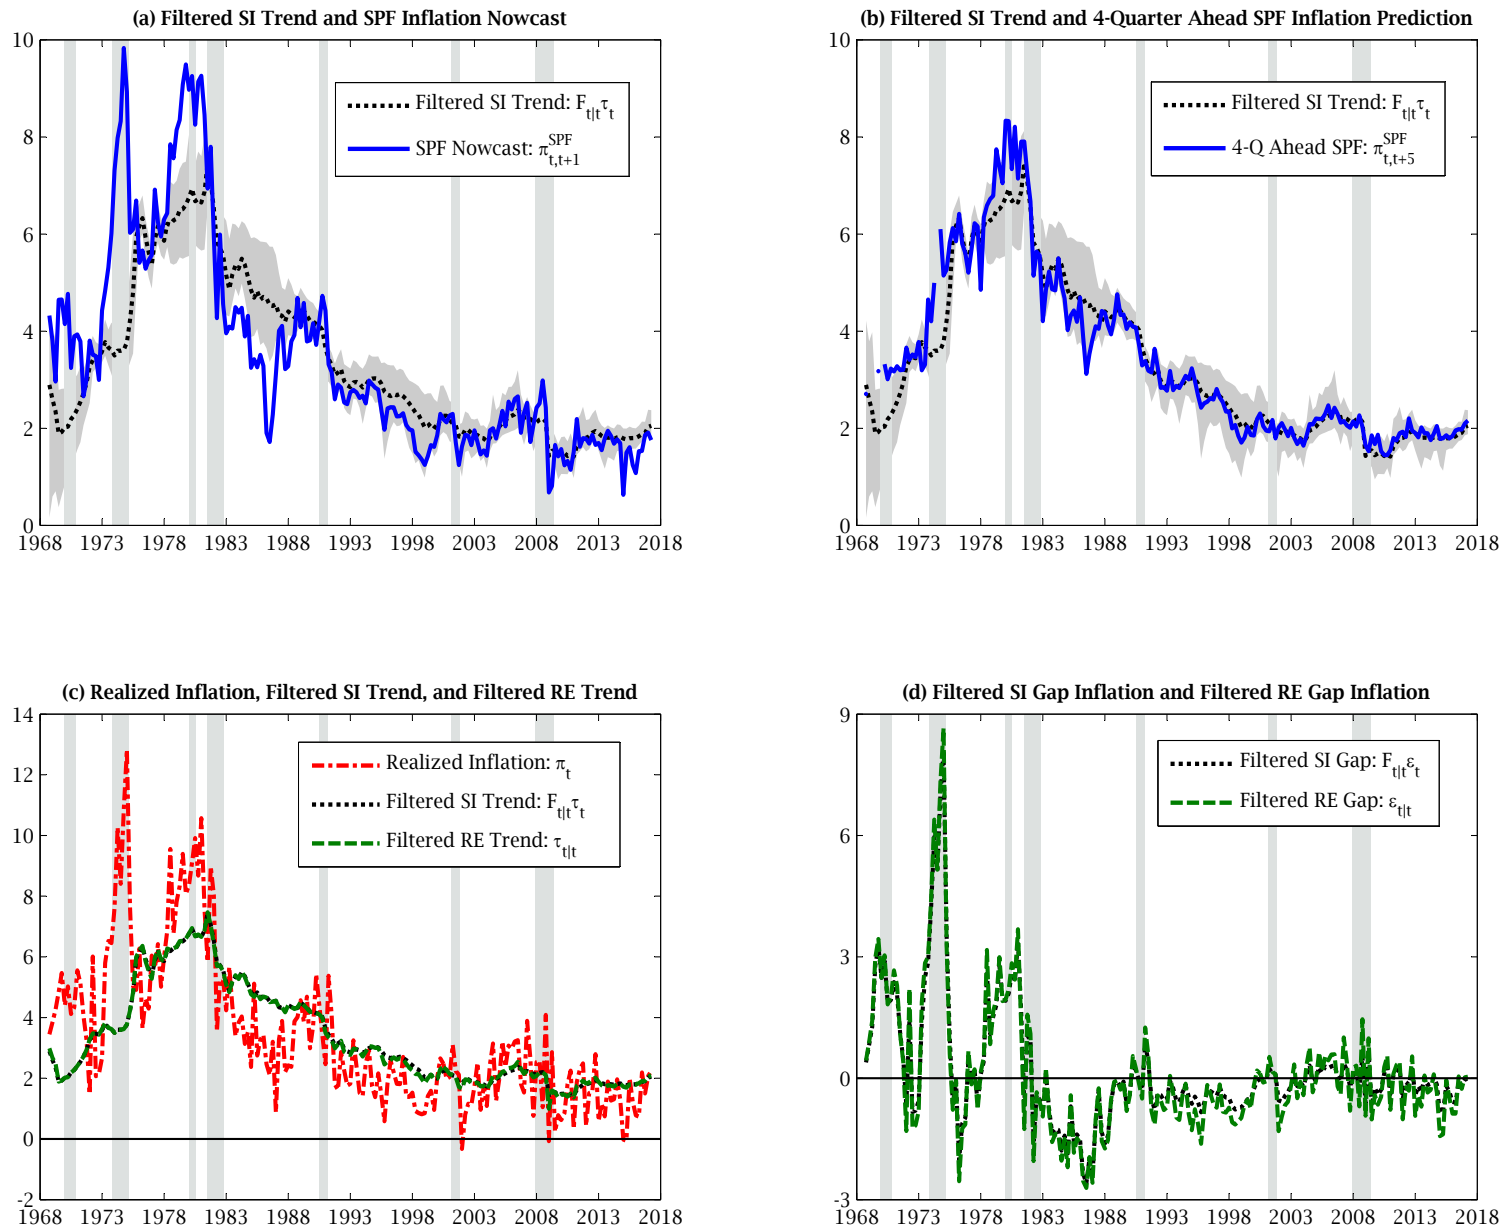 (a) Filtered SI Trend and SPF Inflation Nowcast
10
8
6
4
2
0
1968 1973 1978 1983 1988 1993 1998 2003 2008 2013 2018
Filtered SI Trend: F_{t|t}τ_t
SPF Nowcast: π^{SPF}_{t,t+1}
(b) Filtered SI Trend and 4-Quarter Ahead SPF Inflation Prediction
10
8
6
4
2
0
1968 1973 1978 1983 1988 1993 1998 2003 2008 2013 2018
Filtered SI Trend: F_{t|t}τ_t
4-Q Ahead SPF: π^{SPF}_{t,t+5}
(c) Realized Inflation, Filtered SI Trend, and Filtered RE Trend
14
12
10
8
6
4
2
0
-2
1968 1973 1978 1983 1988 1993 1998 2003 2008 2013 2018
Realized Inflation: π_t
Filtered SI Trend: F_{t|t}τ_t
Filtered RE Trend: τ_{t|t}
(d) Filtered SI Gap Inflation and Filtered RE Gap Inflation
9
6
3
0
-3
1968 1973 1978 1983 1988 1993 1998 2003 2008 2013 2018
Filtered SI Gap: F_{t|t}ε_t
Filtered RE Gap: ε_{t|t}